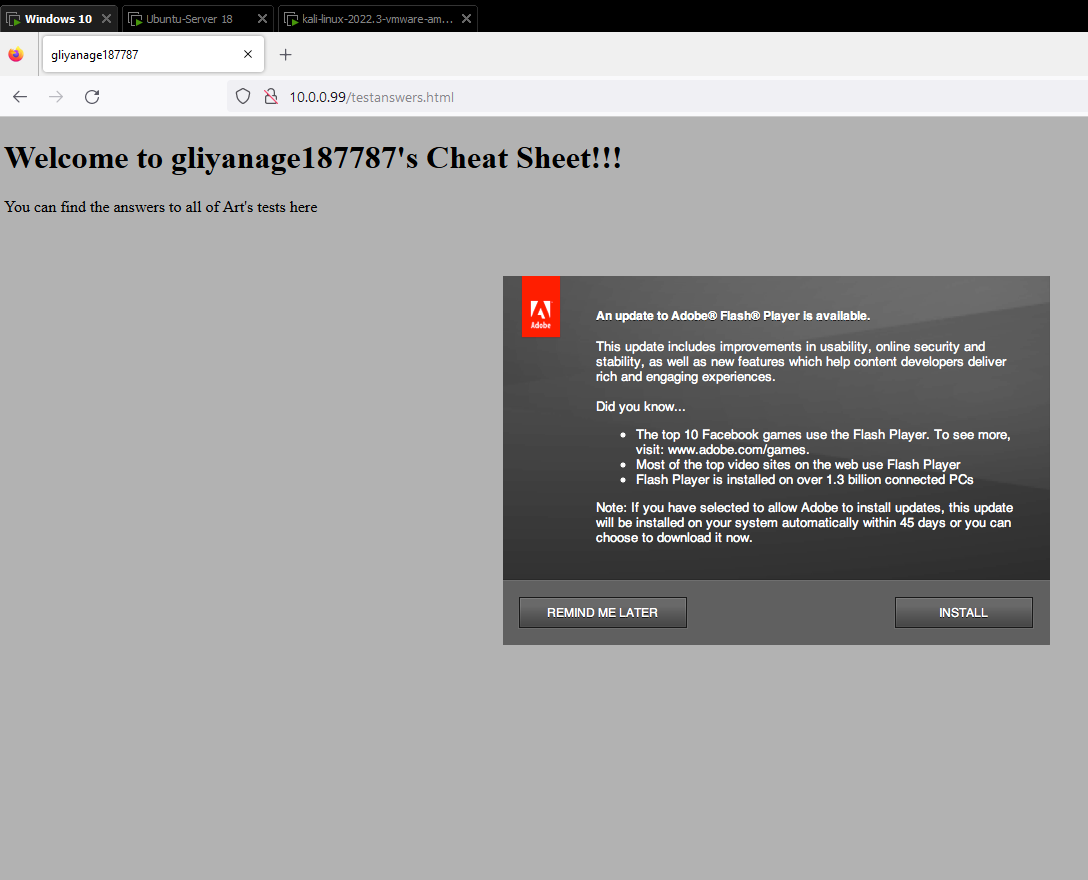 Windows 10
Ubuntu-Server 18
kali-linux-2022.3-vmware-am...
gliyanage187787
10.0.0.99/testanswers.html
Welcome to gliyanage187787's Cheat Sheet!!!
You can find the answers to all of Art's tests here
Adobe
An update to Adobe® Flash® Player is available.
This update includes improvements in usability, online security and
stability, as well as new features which help content developers deliver
rich and engaging experiences.
Did you know...
• The top 10 Facebook games use the Flash Player. To see more,
visit: www.adobe.com/games.
• Most of the top video sites on the web use Flash Player
• Flash Player is installed on over 1.3 billion connected PCs
Note: If you have selected to allow Adobe to install updates, this update
will be installed on your system automatically within 45 days or you can
choose to download it now.
REMIND ME LATER
INSTALL